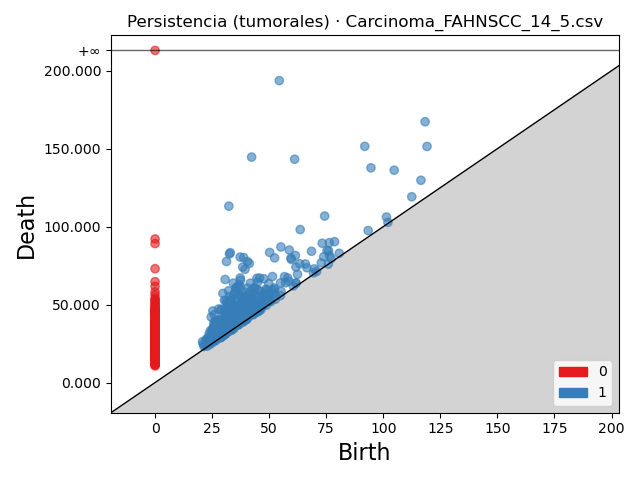 Persistencia (tumorales) · Carcinoma_FAHNSCC_14_5.csv
+∞
200.000
150.000
100.000
50.000
0.000
Death
0
1
0 25 50 75 100 125 150 175 200
Birth